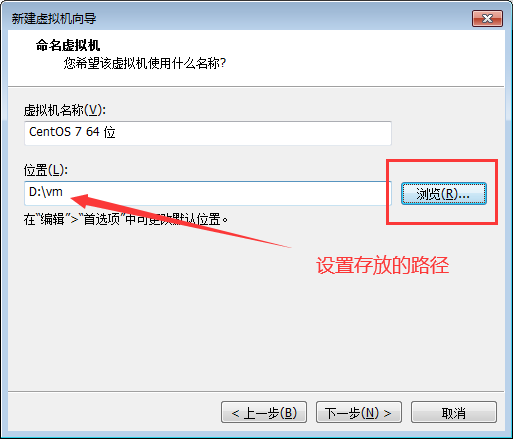 新建虚拟机向导
命名虚拟机
您希望该虚拟机使用什么名称?
虚拟机名称(V):
CentOS 7 64 位
位置(L):
D:\vm
浏览(R)...
在“编辑”>“首选项”中可更改默认位置。
设置存放的路径
< 上一步(B)
下一步(N) >
取消